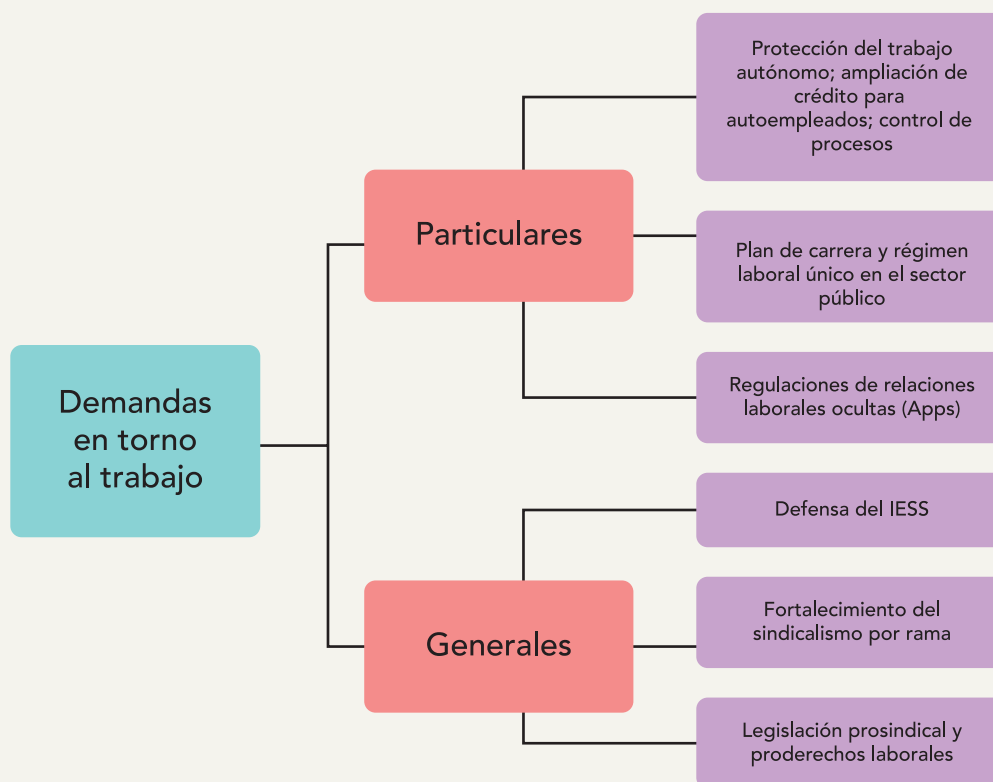 Demandas
en torno
al trabajo
Particulares
Protección del trabajo
autónomo; ampliación de
crédito para
autoempleados; control de
procesos
Plan de carrera y régimen
laboral único en el sector
público
Regulaciones de relaciones
laborales ocultas (Apps)
Generales
Defensa del IESS
Fortalecimiento del
sindicalismo por rama
Legislación prosindical y
proderechos laborales